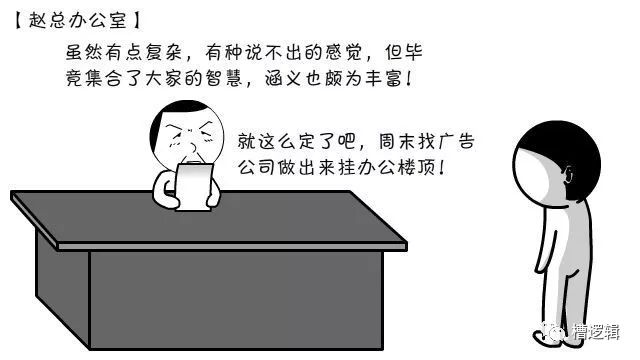 【赵总办公室】
虽然有点复杂，有种说不出的感觉，但毕
竟集合了大家的智慧，涵义也颇为丰富！
就这么定了吧，周末找广告
公司做出来挂办公楼顶！
槽逻辑